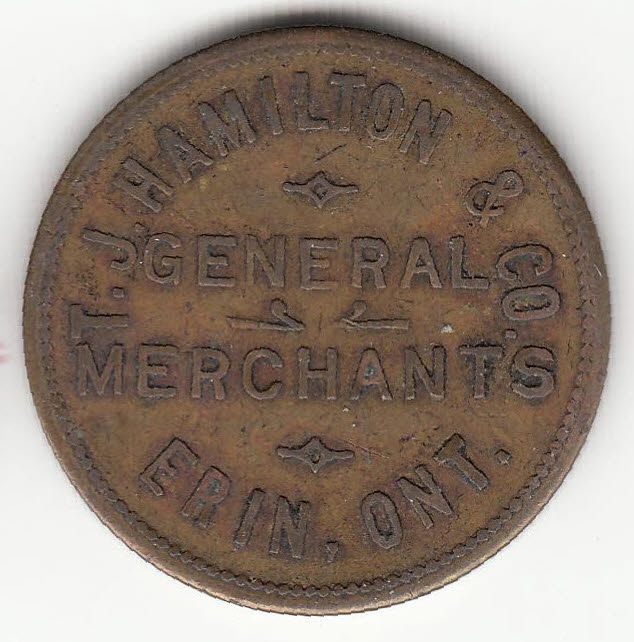 T. J. HAMILTON & CO.
GENERAL
MERCHANTS
ERIN, ONT.